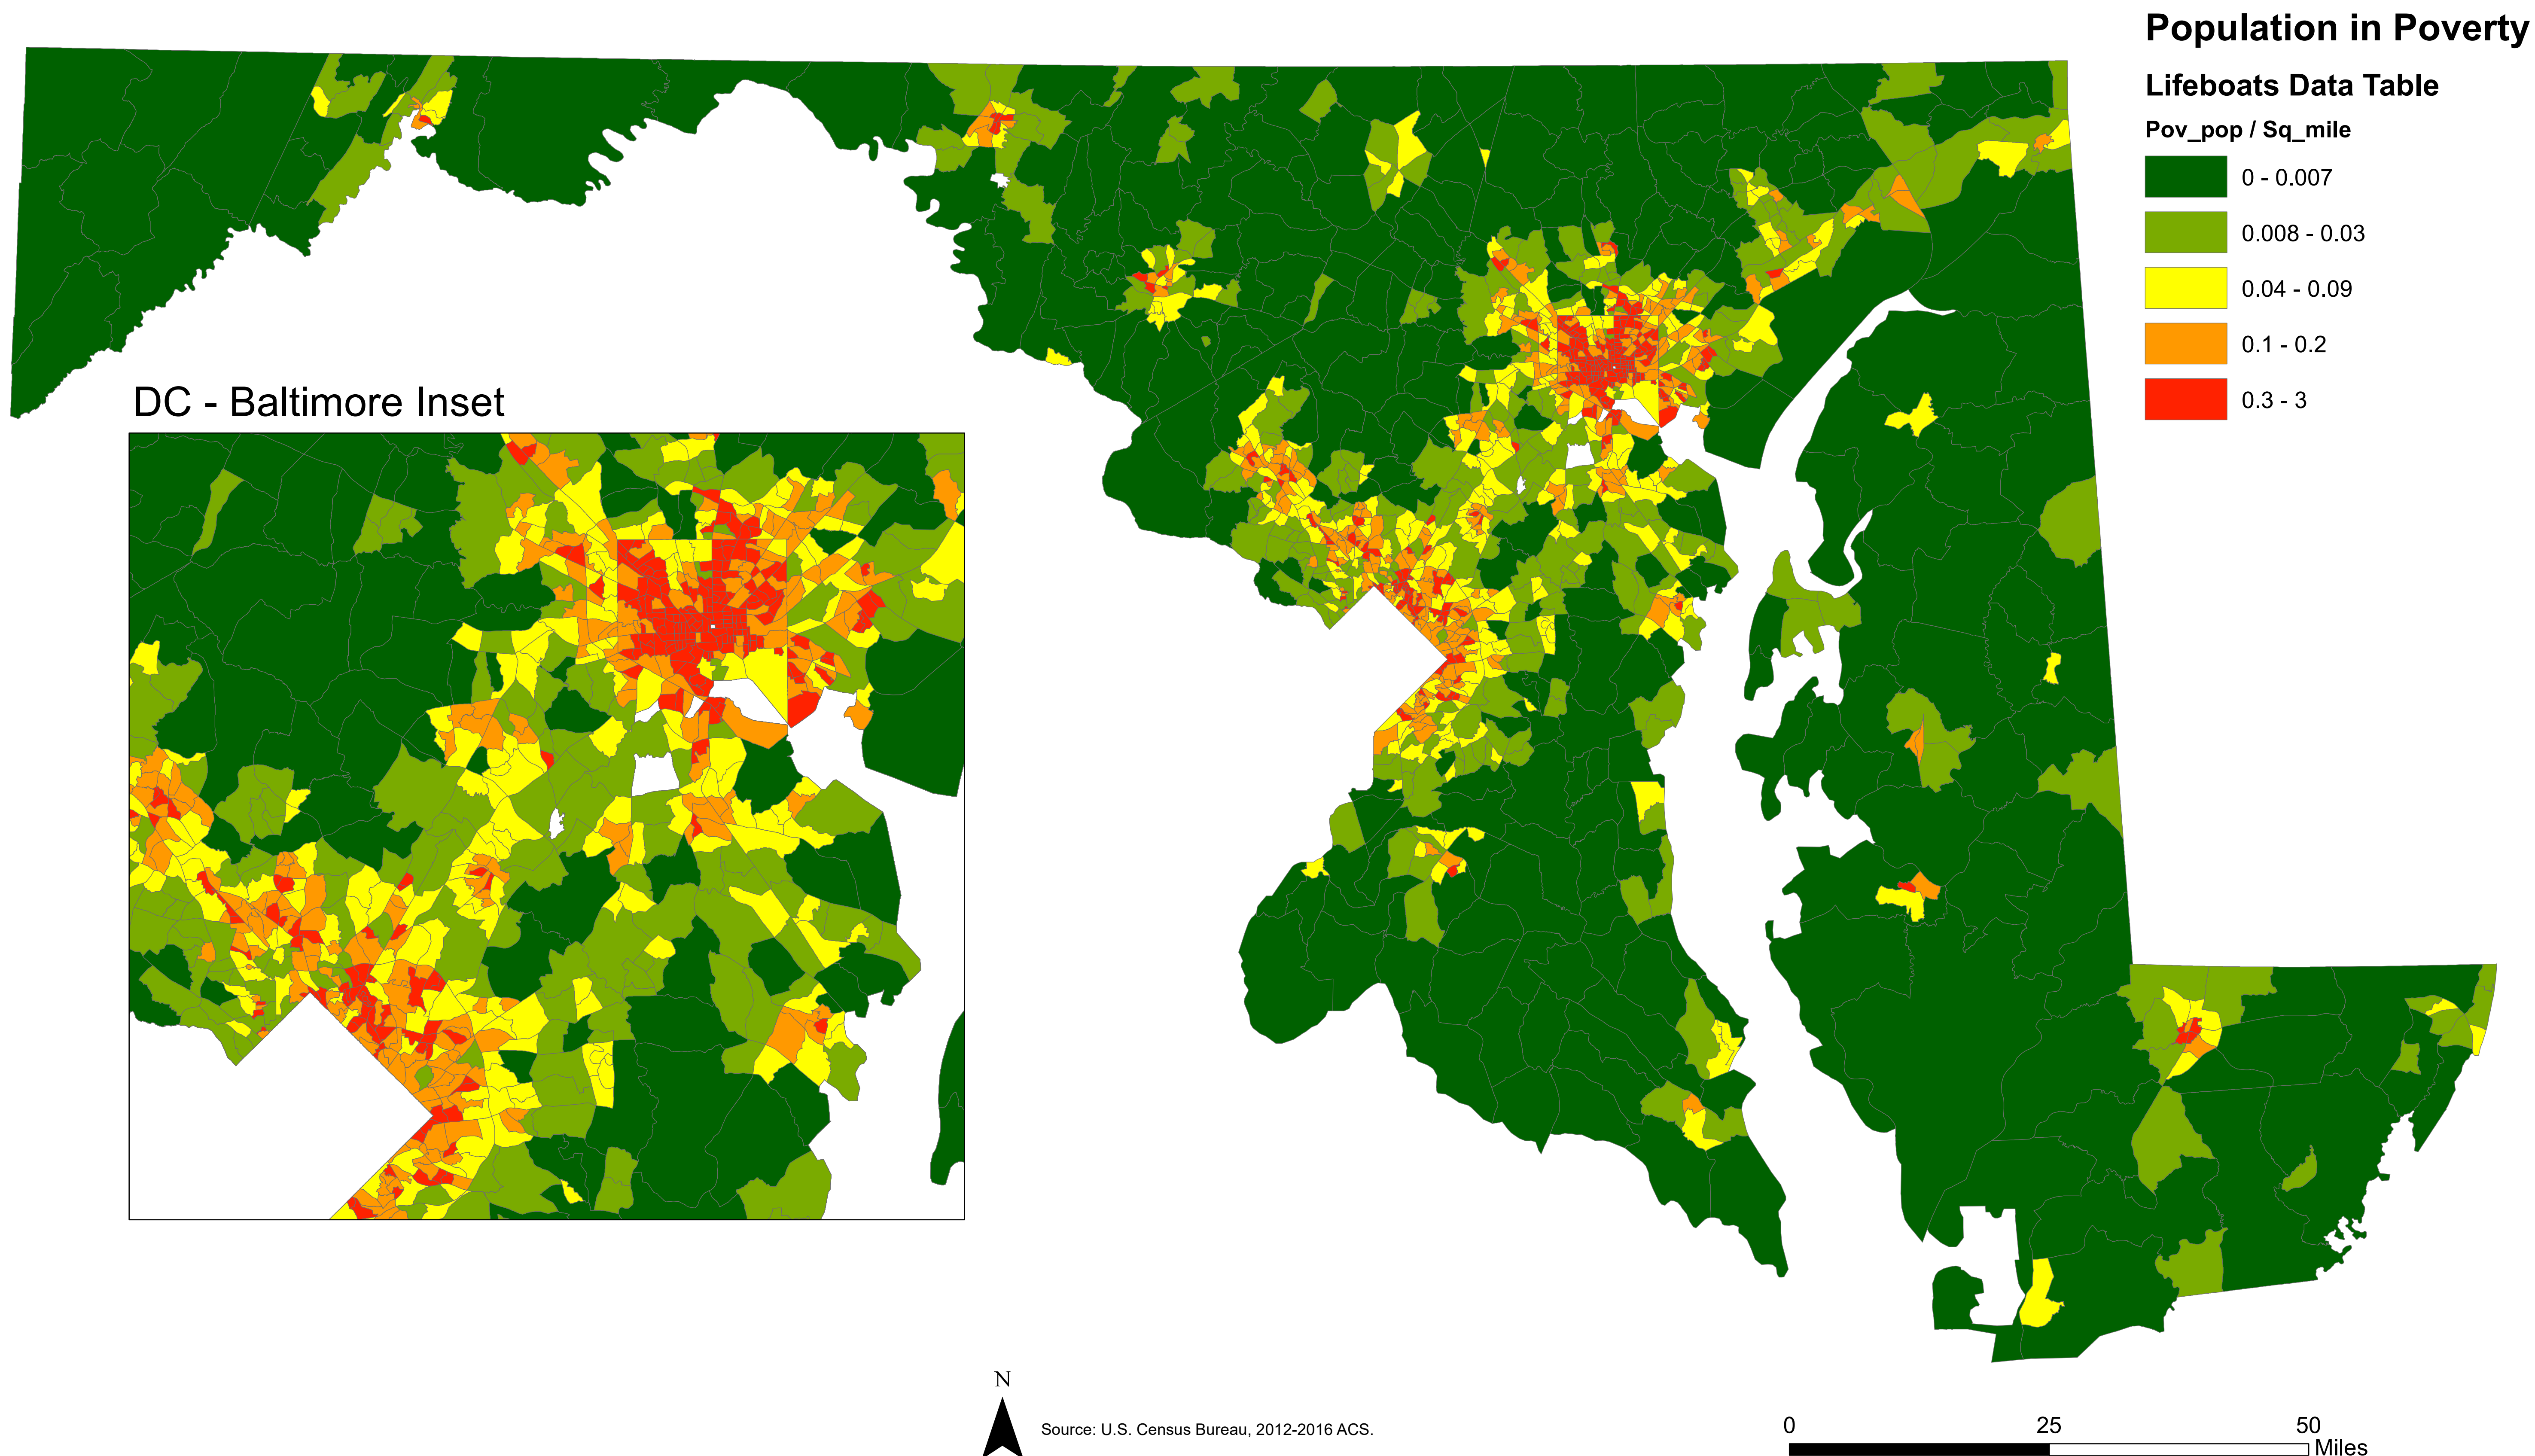 Population in Poverty
Lifeboats Data Table
Pov_pop / Sq_mile
0 - 0.007
0.008 - 0.03
0.04 - 0.09
0.1 - 0.2
0.3 - 3
DC - Baltimore Inset
N
Source: U.S. Census Bureau, 2012-2016 ACS.
0 25 50
Miles